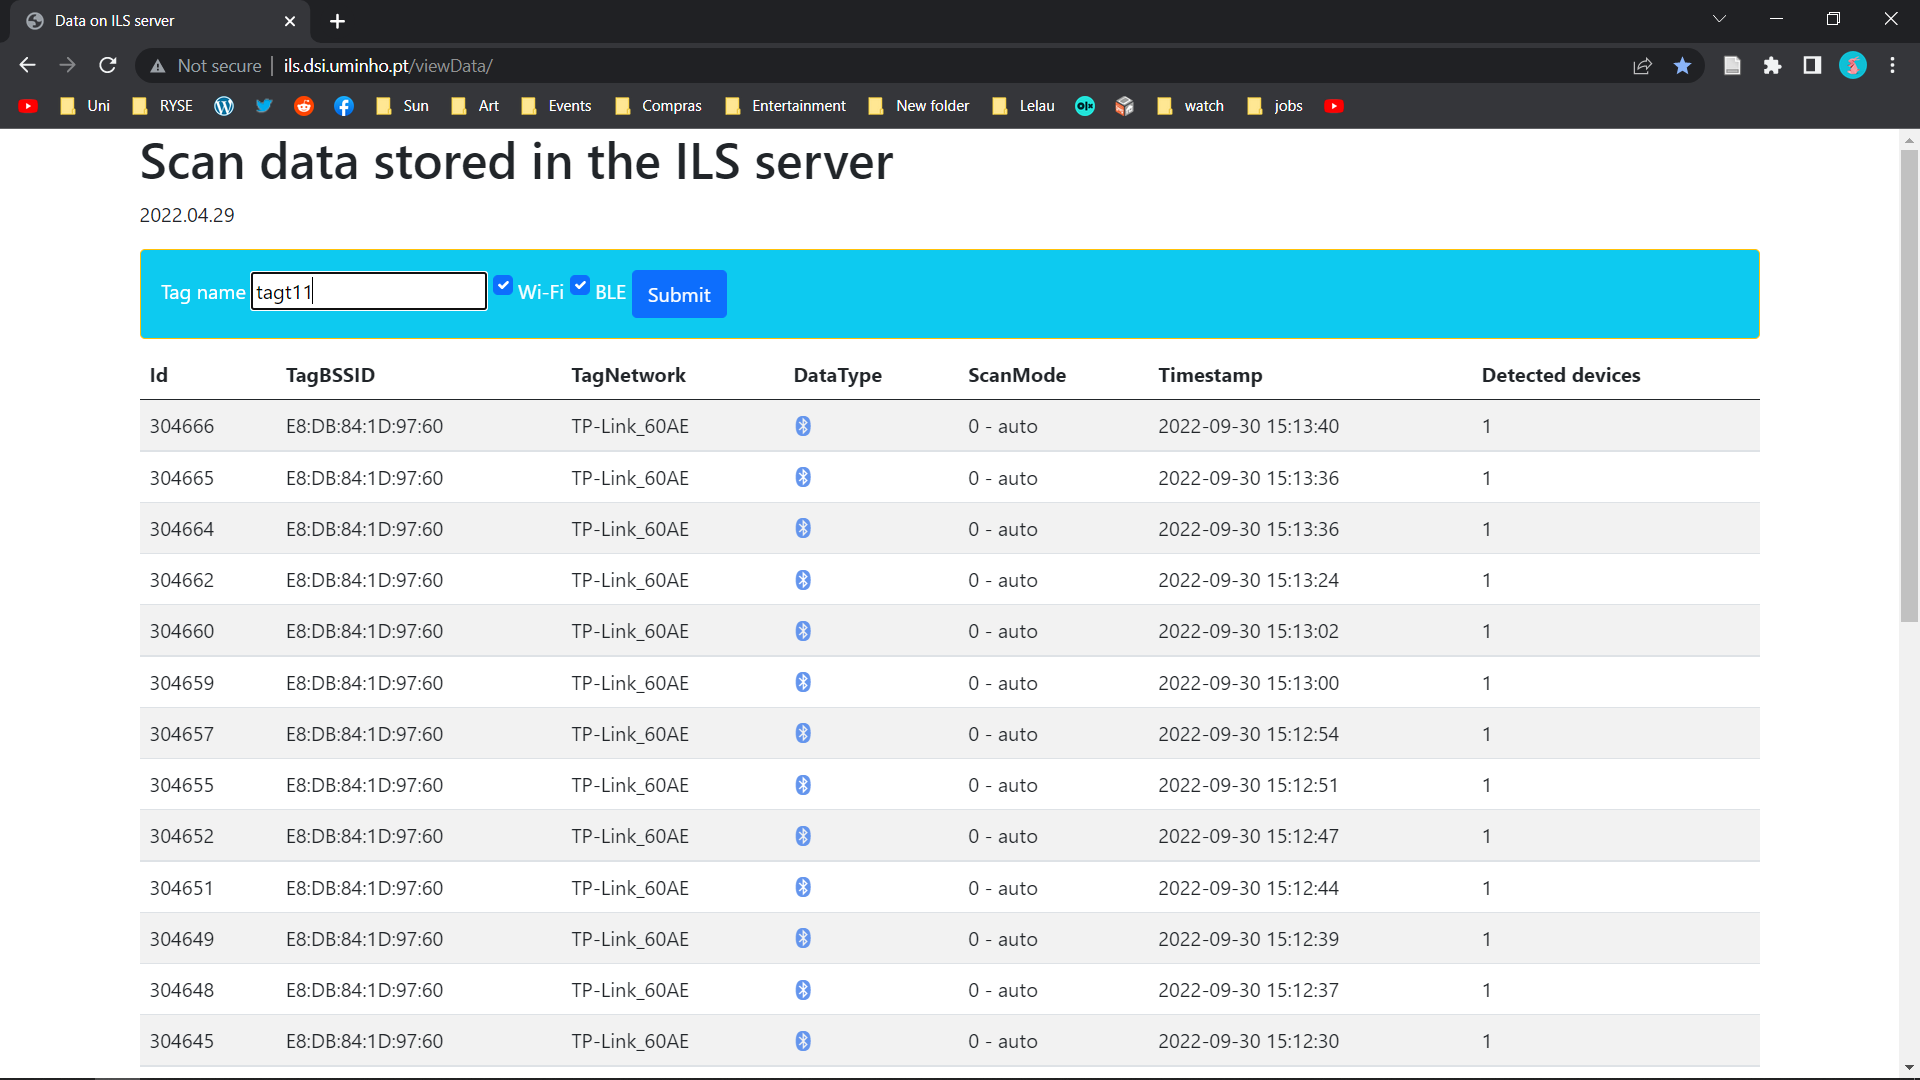 Data on ILS server
Not secure ils.dsi.uminho.pt/viewData/
Uni RYSE Sun Art Events Compras Entertainment New folder Lelau olx watch jobs
Scan data stored in the ILS server
2022.04.29
Tag name tagt11 Wi-Fi BLE Submit
Id TagBSSID TagNetwork DataType ScanMode Timestamp Detected devices
304666 E8:DB:84:1D:97:60 TP-Link_60AE 0 - auto 2022-09-30 15:13:40 1
304665 E8:DB:84:1D:97:60 TP-Link_60AE 0 - auto 2022-09-30 15:13:36 1
304664 E8:DB:84:1D:97:60 TP-Link_60AE 0 - auto 2022-09-30 15:13:36 1
304662 E8:DB:84:1D:97:60 TP-Link_60AE 0 - auto 2022-09-30 15:13:24 1
304660 E8:DB:84:1D:97:60 TP-Link_60AE 0 - auto 2022-09-30 15:13:02 1
304659 E8:DB:84:1D:97:60 TP-Link_60AE 0 - auto 2022-09-30 15:13:00 1
304657 E8:DB:84:1D:97:60 TP-Link_60AE 0 - auto 2022-09-30 15:12:54 1
304655 E8:DB:84:1D:97:60 TP-Link_60AE 0 - auto 2022-09-30 15:12:51 1
304652 E8:DB:84:1D:97:60 TP-Link_60AE 0 - auto 2022-09-30 15:12:47 1
304651 E8:DB:84:1D:97:60 TP-Link_60AE 0 - auto 2022-09-30 15:12:44 1
304649 E8:DB:84:1D:97:60 TP-Link_60AE 0 - auto 2022-09-30 15:12:39 1
304648 E8:DB:84:1D:97:60 TP-Link_60AE 0 - auto 2022-09-30 15:12:37 1
304645 E8:DB:84:1D:97:60 TP-Link_60AE 0 - auto 2022-09-30 15:12:30 1